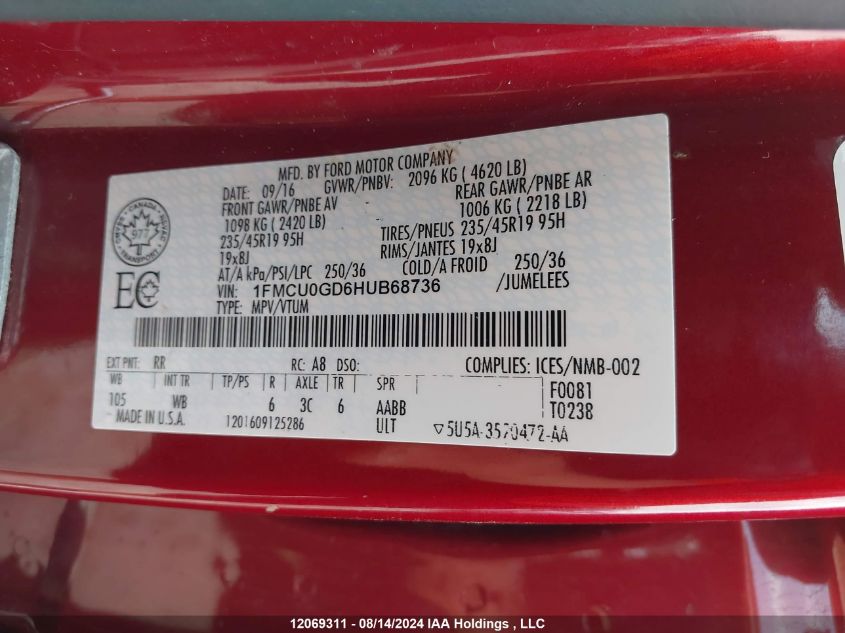 MFD. BY FORD MOTOR COMPANY
DATE: 09/16 GVWR/PNBV: 2096 KG ( 4620 LB)
FRONT GAWR/PNBE AV REAR GAWR/PNBE AR
1098 KG ( 2420 LB) 1006 KG ( 2218 LB)
235/45R19 95H TIRES/PNEUS 235/45R19 95H
19x8J RIMS/JANTES 19x8J
AT/A kPa/PSI/LPC 250/36 COLD/A FROID 250/36
VIN: 1FMCU0GD6HUB68736 /JUMELEES
TYPE: MPV/VTUM
CANADA
TRANSPORT
977
EC
EXT PNT: RR RC: A8 DSO: COMPLIES: ICES/NMB-002
WB INT TR TP/PS R AXLE TR SPR F0081
105 WB 6 3C 6 AABB T0238
MADE IN U.S.A. 1201609125286 ULT ▽5U5A-3520472-AA
12069311 - 08/14/2024 IAA Holdings , LLC